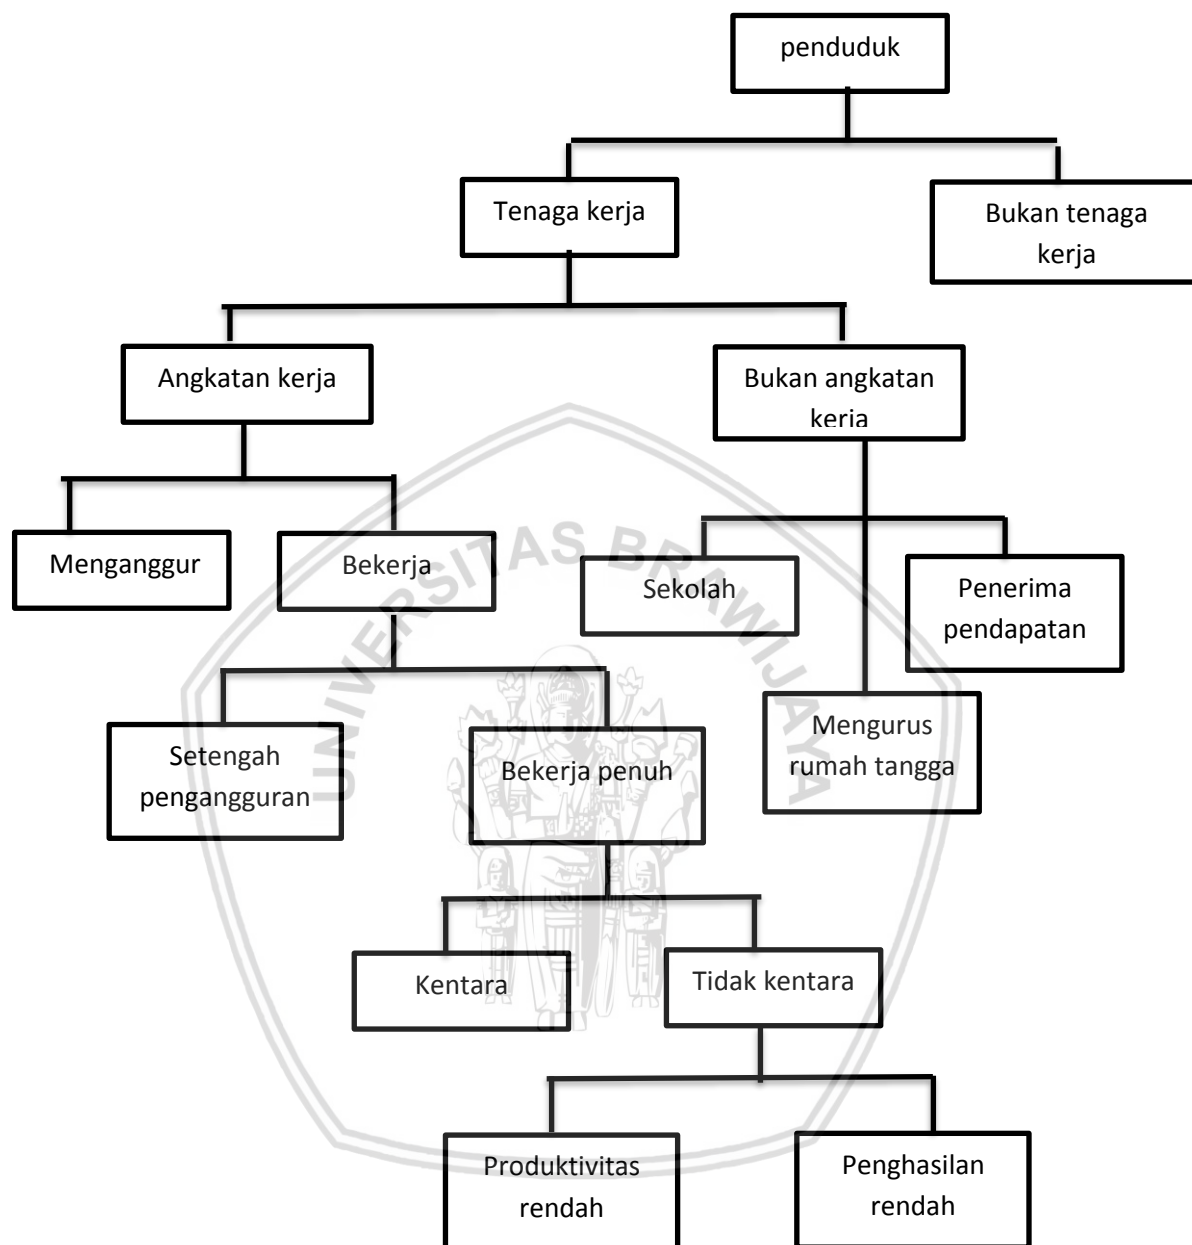 penduduk
Tenaga kerja
Bukan tenaga
kerja
Angkatan kerja
Bukan angkatan
kerja
Menganggur
Bekerja
Sekolah
Penerima
pendapatan
Mengurus
rumah tangga
Setengah
pengangguran
Bekerja penuh
Kentara
Tidak kentara
Produktivitas
rendah
Penghasilan
rendah
UNIVERSITAS BRAWIJAYA